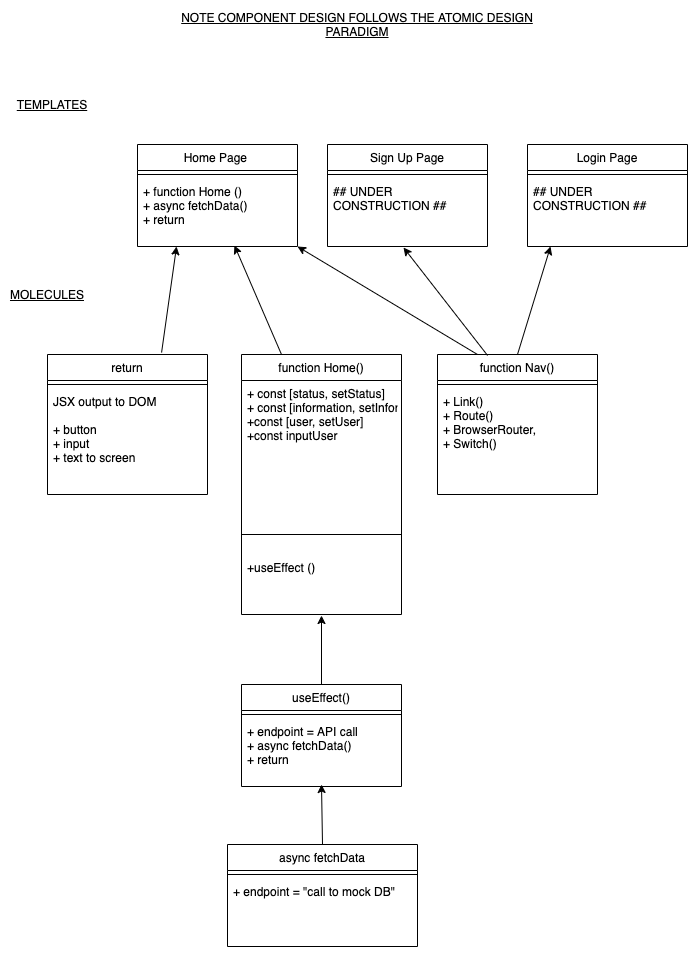 NOTE COMPONENT DESIGN FOLLOWS THE ATOMIC DESIGN
PARADIGM
TEMPLATES
Home Page
+ function Home ()
+ async fetchData()
+ return
Sign Up Page
## UNDER
CONSTRUCTION ##
Login Page
## UNDER
CONSTRUCTION ##
MOLECULES
return
JSX output to DOM
+ button
+ input
+ text to screen
function Home()
+ const [status, setStatus]
+ const [information, setInfor
+const [user, setUser]
+const inputUser
+useEffect ()
function Nav()
+ Link()
+ Route()
+ BrowserRouter,
+ Switch()
useEffect()
+ endpoint = API call
+ async fetchData()
+ return
async fetchData
+ endpoint = "call to mock DB"